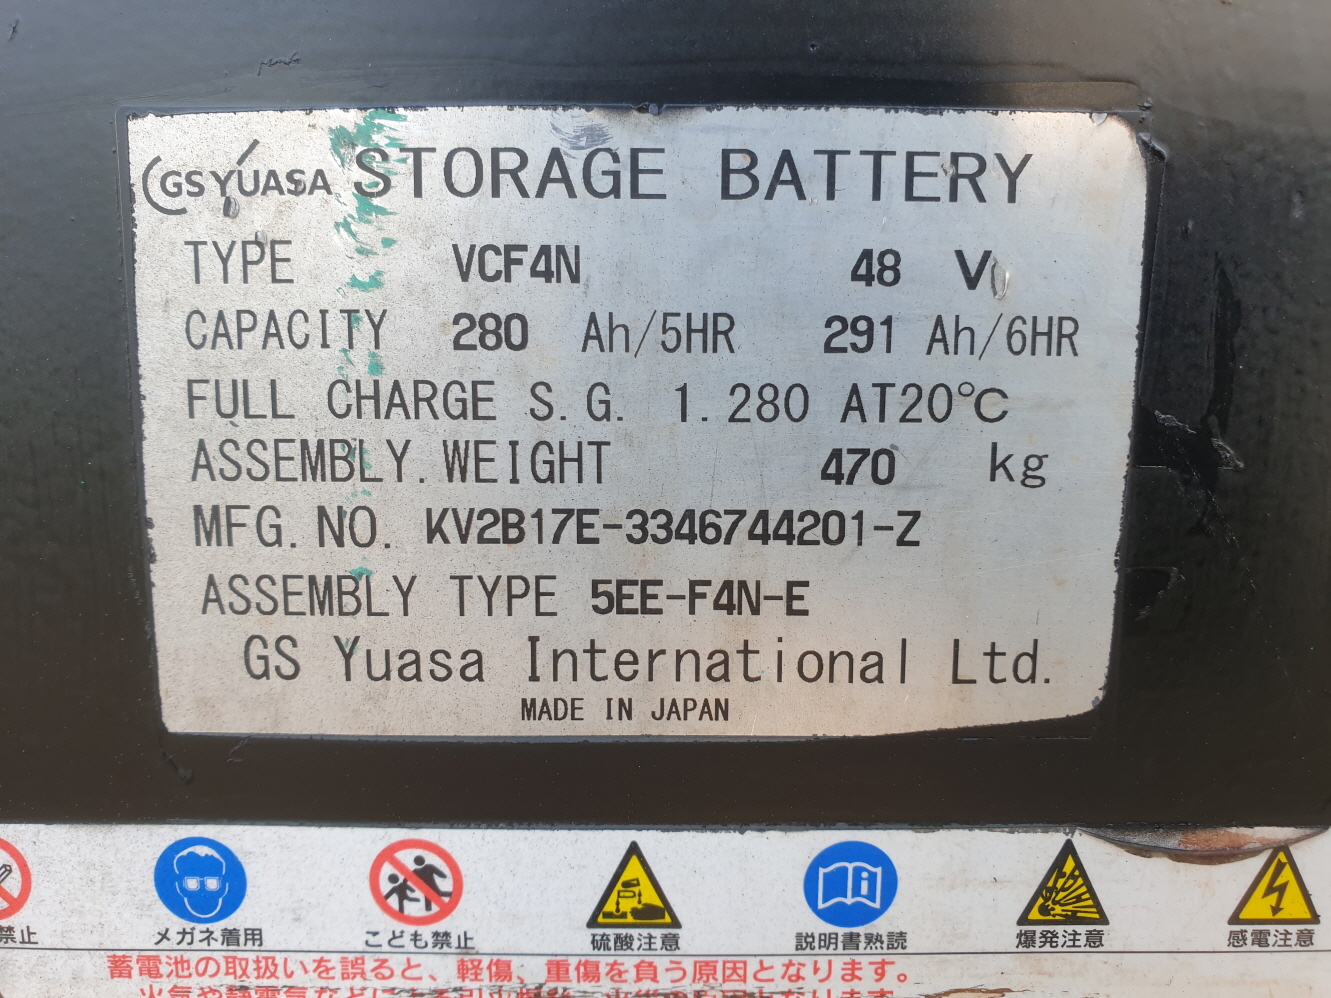 GS YUASA STORAGE BATTERY
TYPE VCF4N 48 V
CAPACITY 280 Ah/5HR 291 Ah/6HR
FULL CHARGE S.G. 1.280 AT20℃
ASSEMBLY.WEIGHT 470 kg
MFG.NO. KV2B17E-3346744201-Z
ASSEMBLY TYPE 5EE-F4N-E
GS Yuasa International Ltd.
MADE IN JAPAN
禁止 メガネ着用 こども禁止 硫酸注意 説明書熟読 爆発注意 感電注意
蓄電池の取扱いを誤ると、軽傷、重傷を負う原因となります。